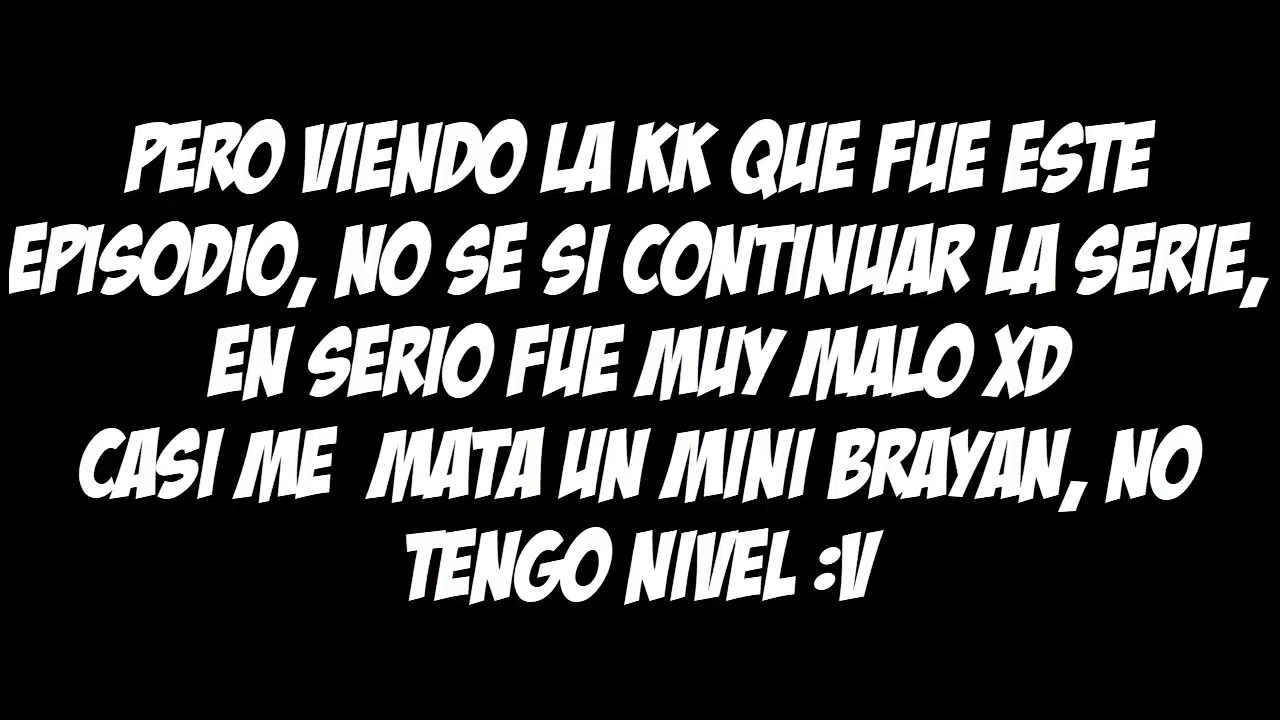 PERO VIENDO LA KK QUE FUE ESTE
EPISODIO, NO SE SI CONTINUAR LA SERIE,
EN SERIO FUE MUY MALO XD
CASI ME MATA UN MINI BRAYAN, NO
TENGO NIVEL :V